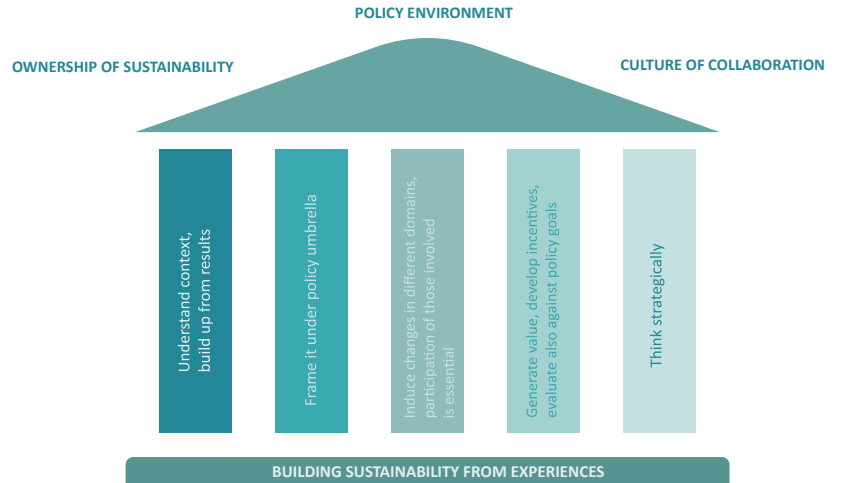 POLICY ENVIRONMENT
OWNERSHIP OF SUSTAINABILITY
CULTURE OF COLLABORATION
Understand context,
build up from results
Frame it under policy umbrella
Induce changes in different domains,
participation of those involved
is essential
Generate value, develop incentives,
evaluate also against policy goals
Think strategically
BUILDING SUSTAINABILITY FROM EXPERIENCES